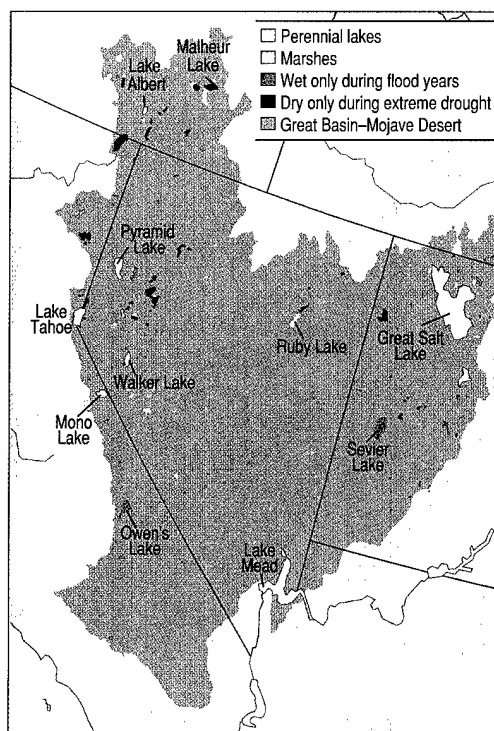 Perennial lakes
Marshes
Wet only during flood years
Dry only during extreme drought
Great Basin–Mojave Desert
Malheur
Lake
Lake
Albert
Pyramid
Lake
Lake
Tahoe
Ruby Lake
Great Salt
Lake
Walker Lake
Mono
Lake
Sevier
Lake
Owen's
Lake
Lake
Mead